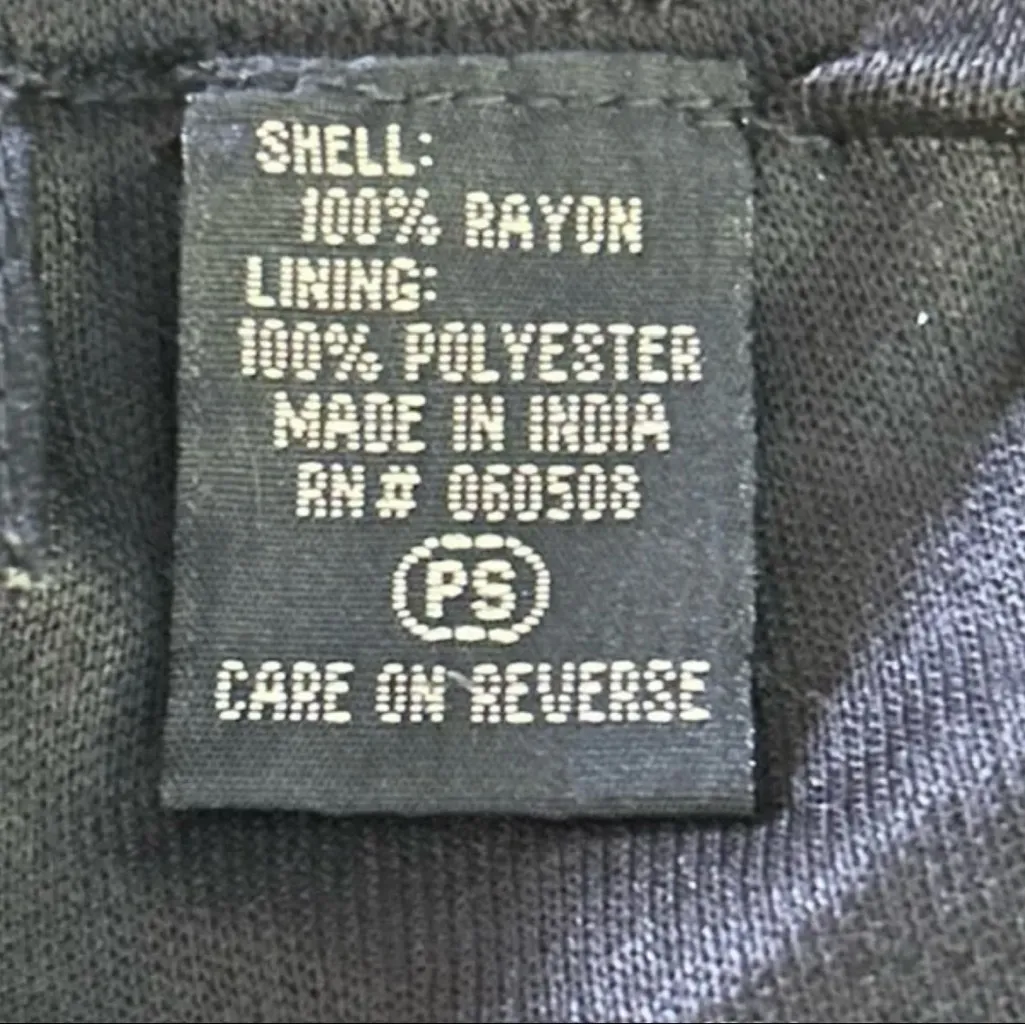 SHELL:
100% RAYON
LINING:
100% POLYESTER
MADE IN INDIA
RN # 060508
PS
CARE ON REVERSE